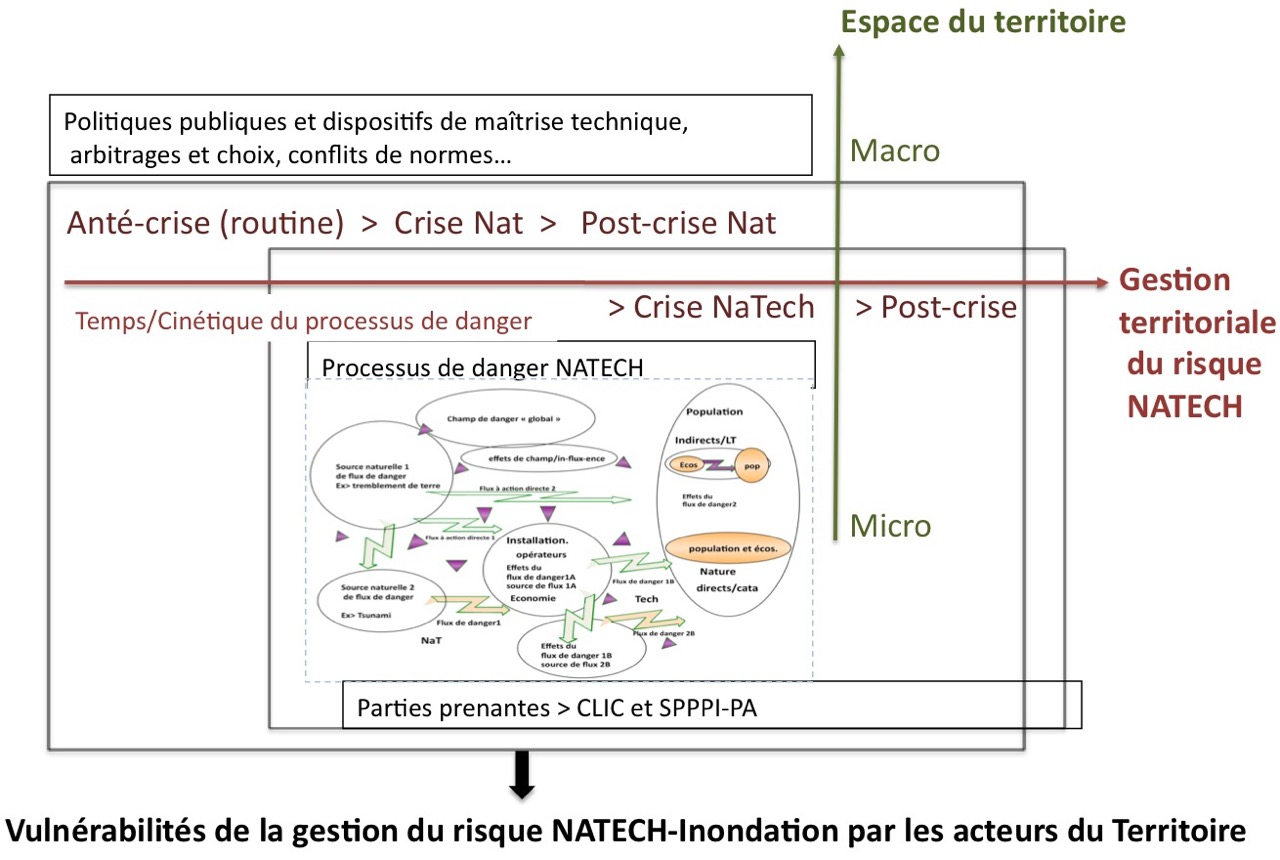 Espace du territoire
Politiques publiques et dispositifs de maîtrise technique,
arbitrages et choix, conflits de normes...
Macro
Anté-crise (routine) > Crise Nat > Post-crise Nat
Gestion
territoriale
du risque
NATECH
> Crise NaTech > Post-crise
Temps/Cinétique du processus de danger
Processus de danger NATECH
Champ de danger « global »
effets de champ/in-flux-ence
Source naturelle 1
de flux de danger
Ex> tremblement de terre
Flux à action directe 2
Flux à action directe 1
Population
Indirects/LT
Ecos
pop
Effets du
flux de danger2
population et écos.
Nature
directs/cata
Micro
Installation.
opérateurs
Effets du
flux de danger1A
source de flux 1A
Economie
Flux de danger 1B
Tech
Source naturelle 2
de flux de danger
Ex> Tsunami
Flux de danger1
NaT
Flux de danger 2B
Effets du
flux de danger 1B
source de flux 2B
Parties prenantes > CLIC et SPPPI-PA
Vulnérabilités de la gestion du risque NATECH-Inondation par les acteurs du Territoire